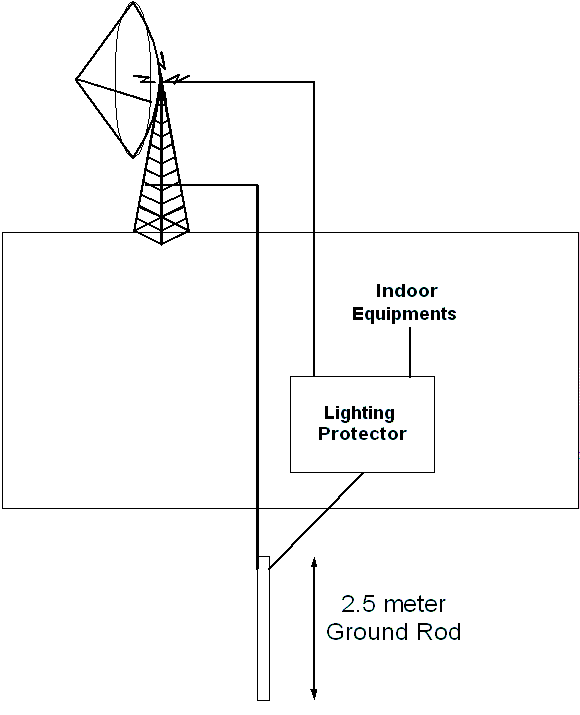 Indoor
Equipments
Lighting
Protector
2.5 meter
Ground Rod